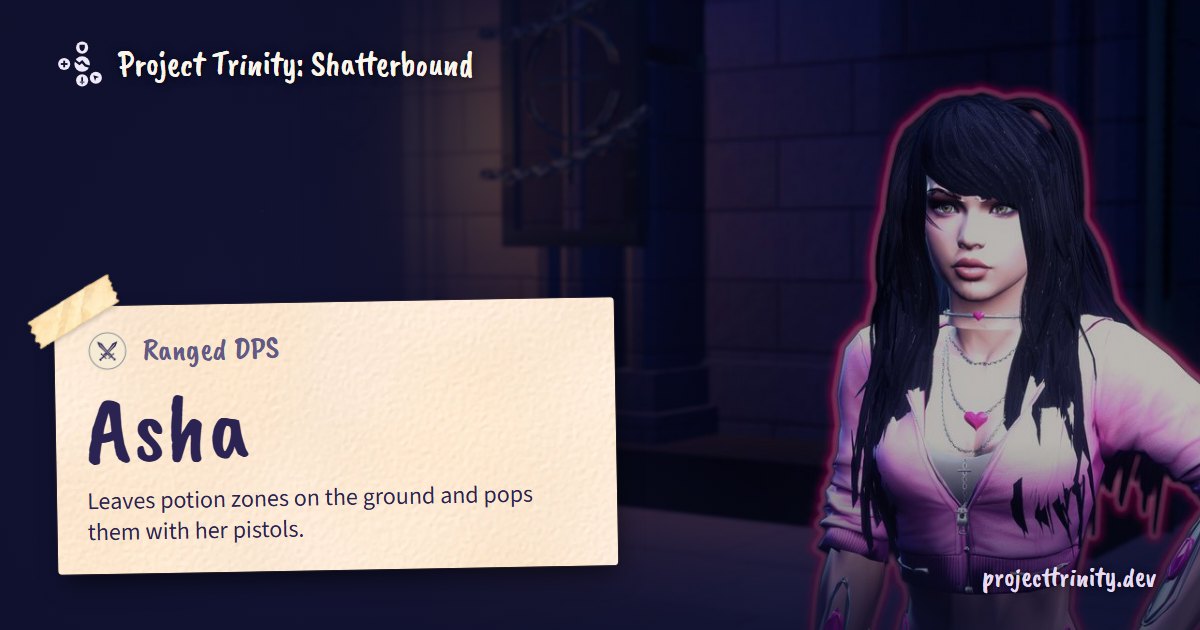 Project Trinity: Shatterbound
Ranged DPS
Asha
Leaves potion zones on the ground and pops
them with her pistols.
projecttrinity.dev